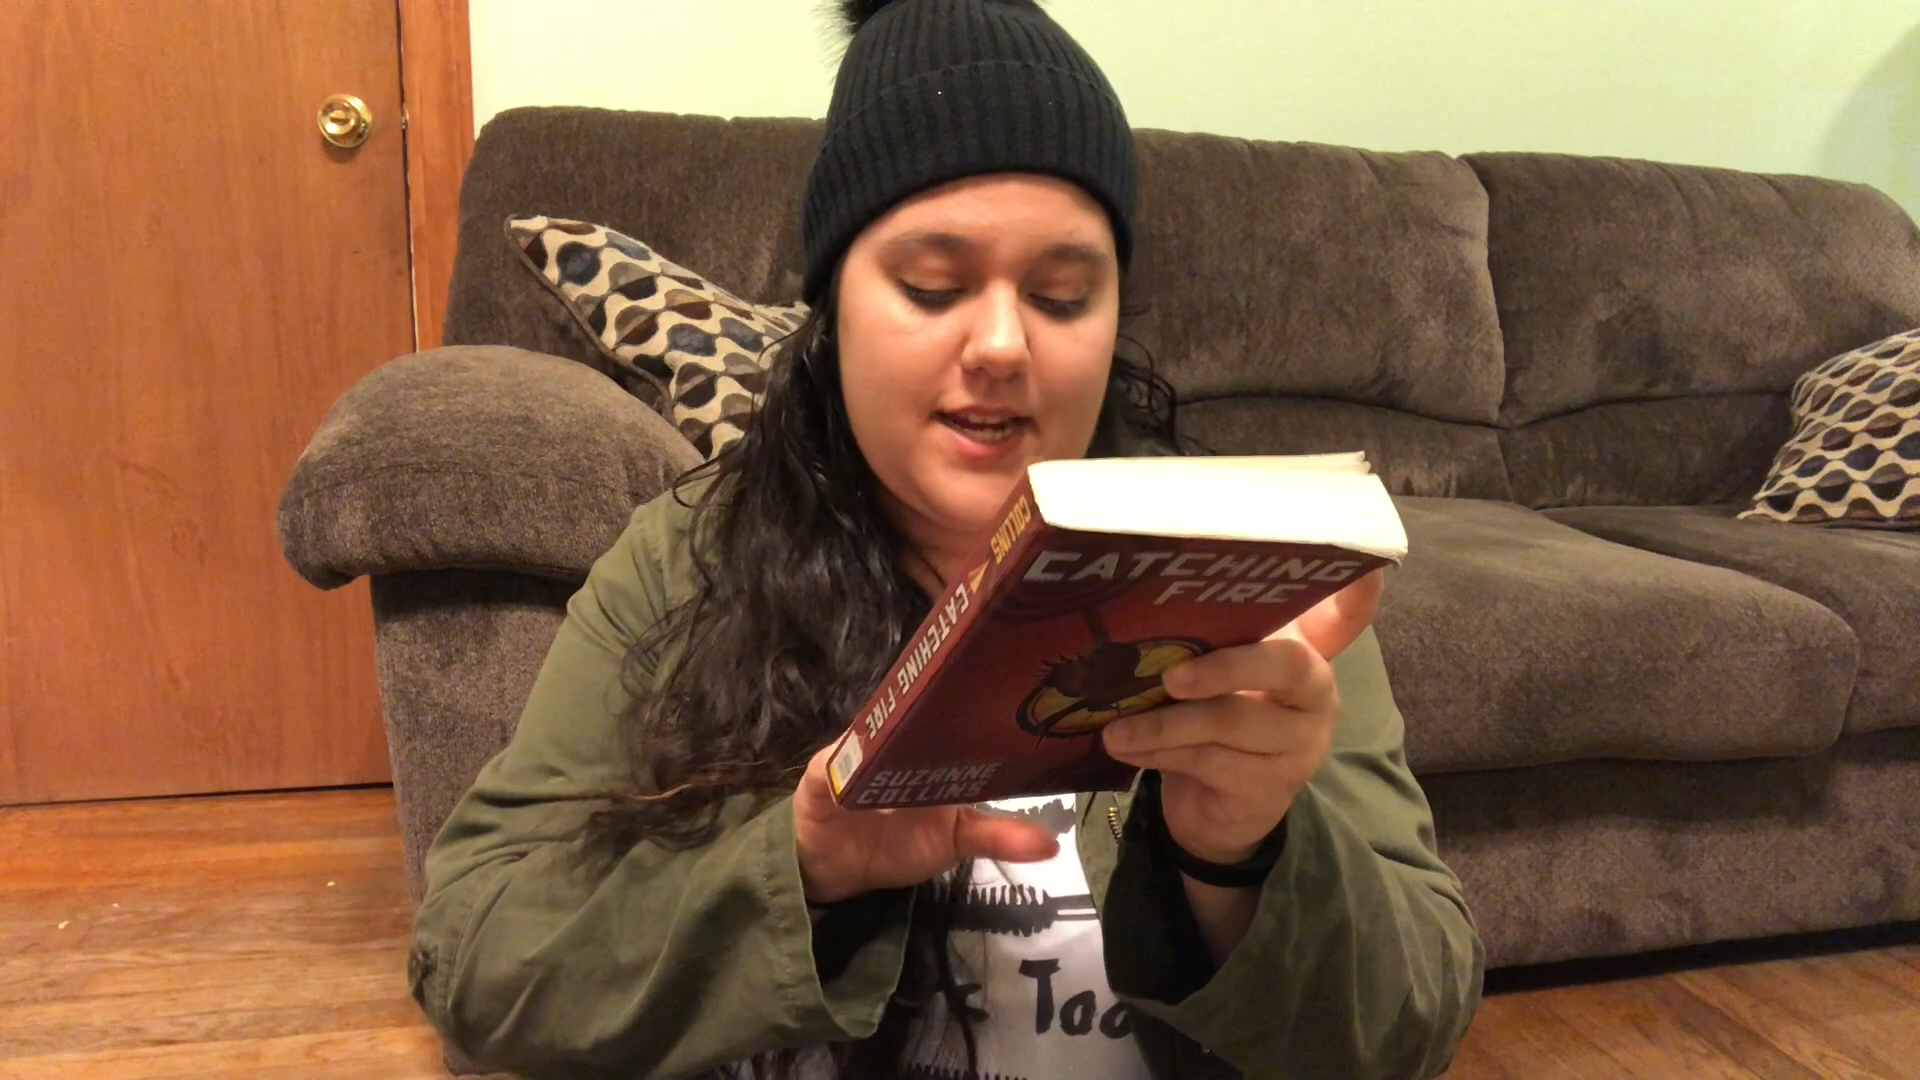 COLLINS
CATCHING FIRE
CATCHING
FIRE
SUZANNE
COLLINS